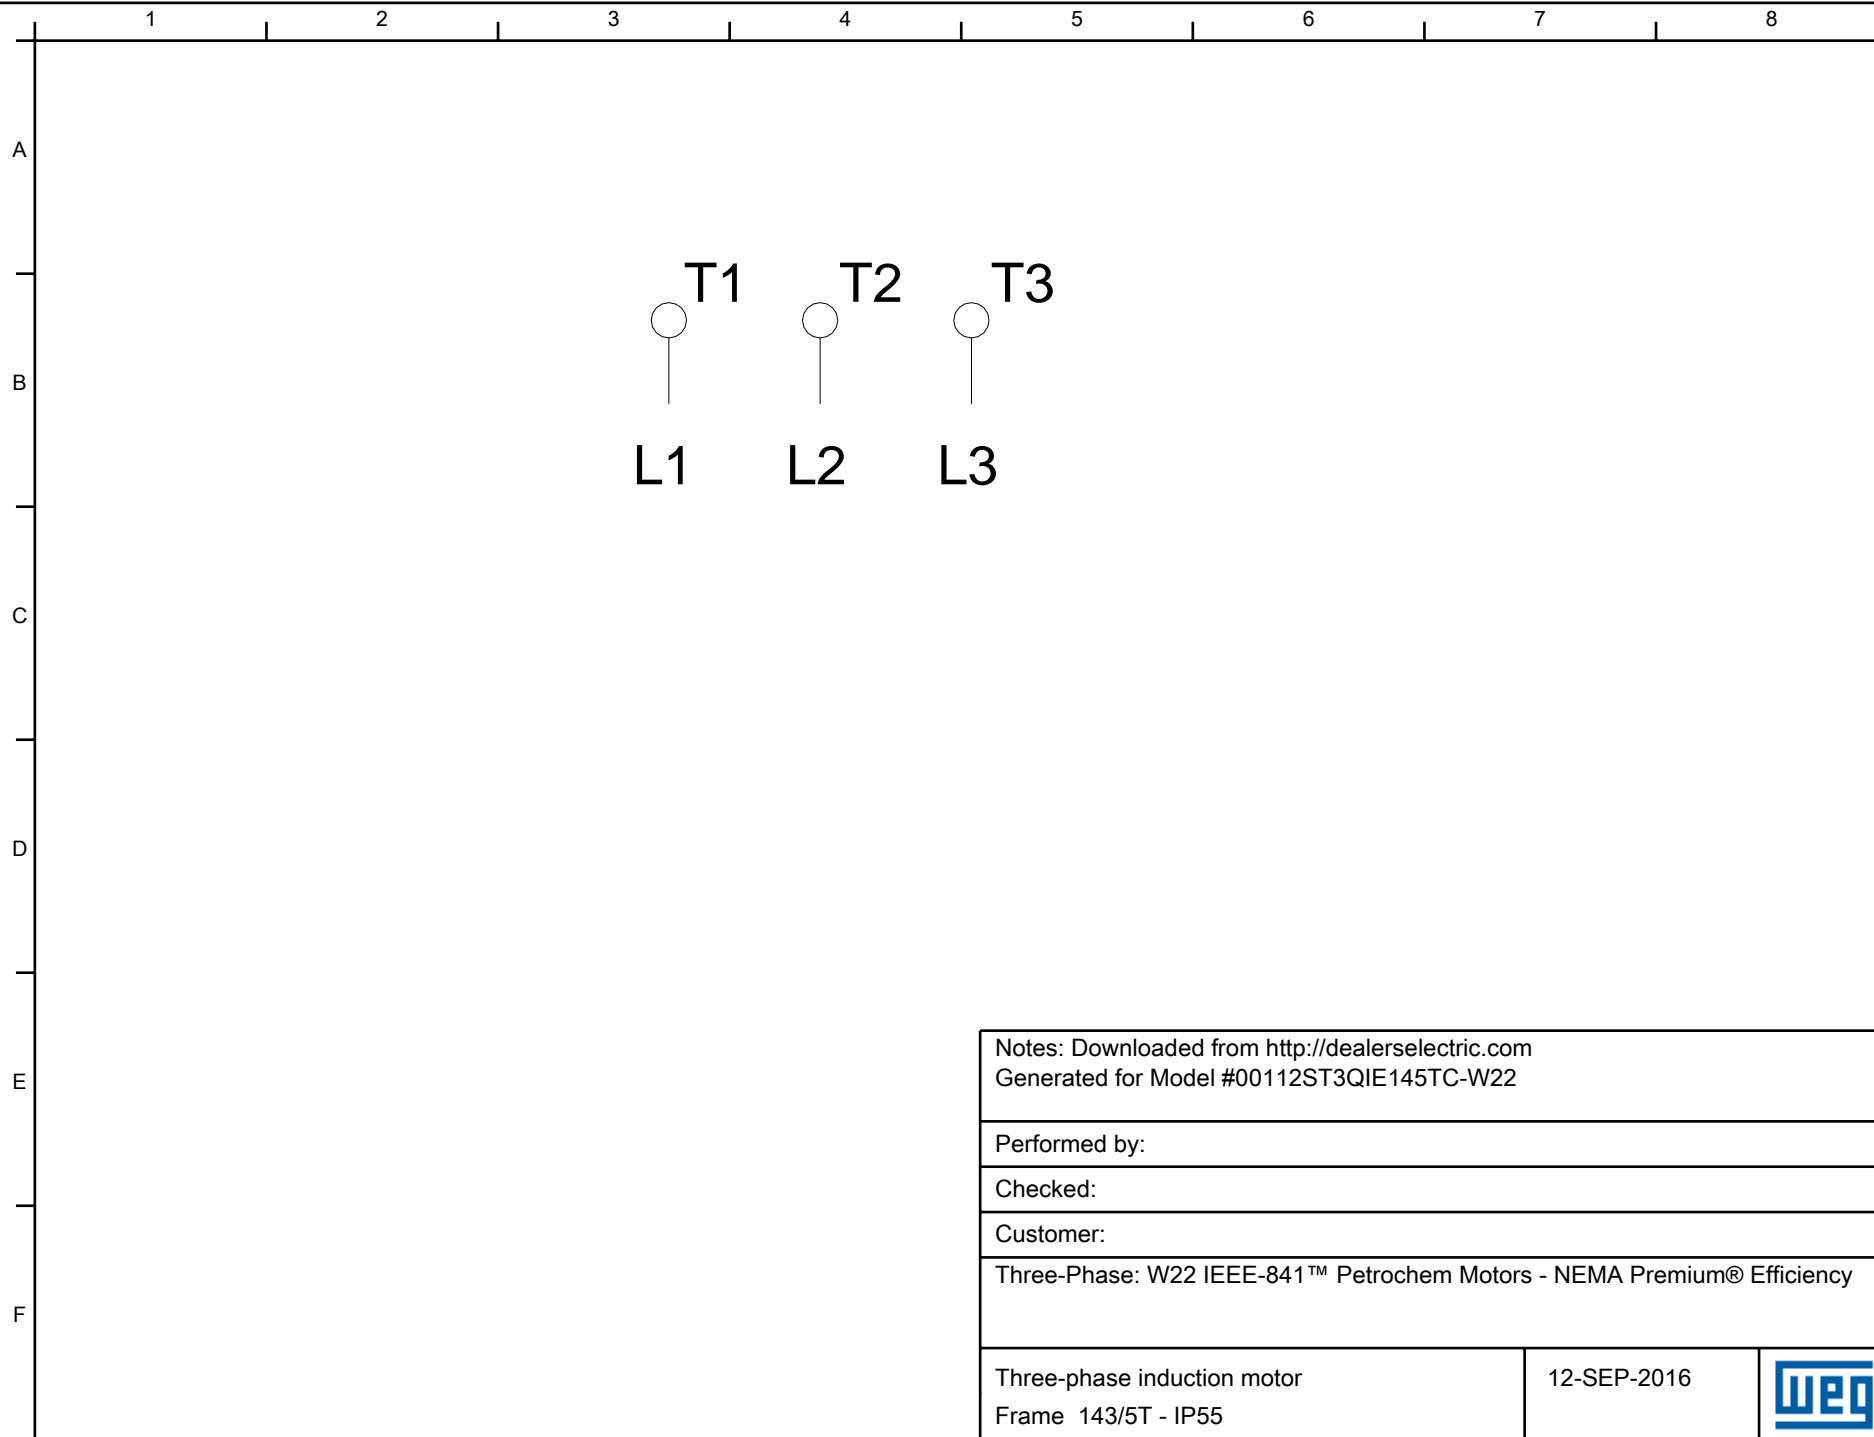 1 2 3 4 5 6 7 8
A
T1 T2 T3
B
L1 L2 L3
C
D
E
Notes: Downloaded from http://dealerselectric.com
Generated for Model #00112ST3QIE145TC-W22
Performed by:
Checked:
Customer:
Three-Phase: W22 IEEE-841™ Petrochem Motors - NEMA Premium® Efficiency
F
Three-phase induction motor
12-SEP-2016
weg
Frame 143/5T - IP55